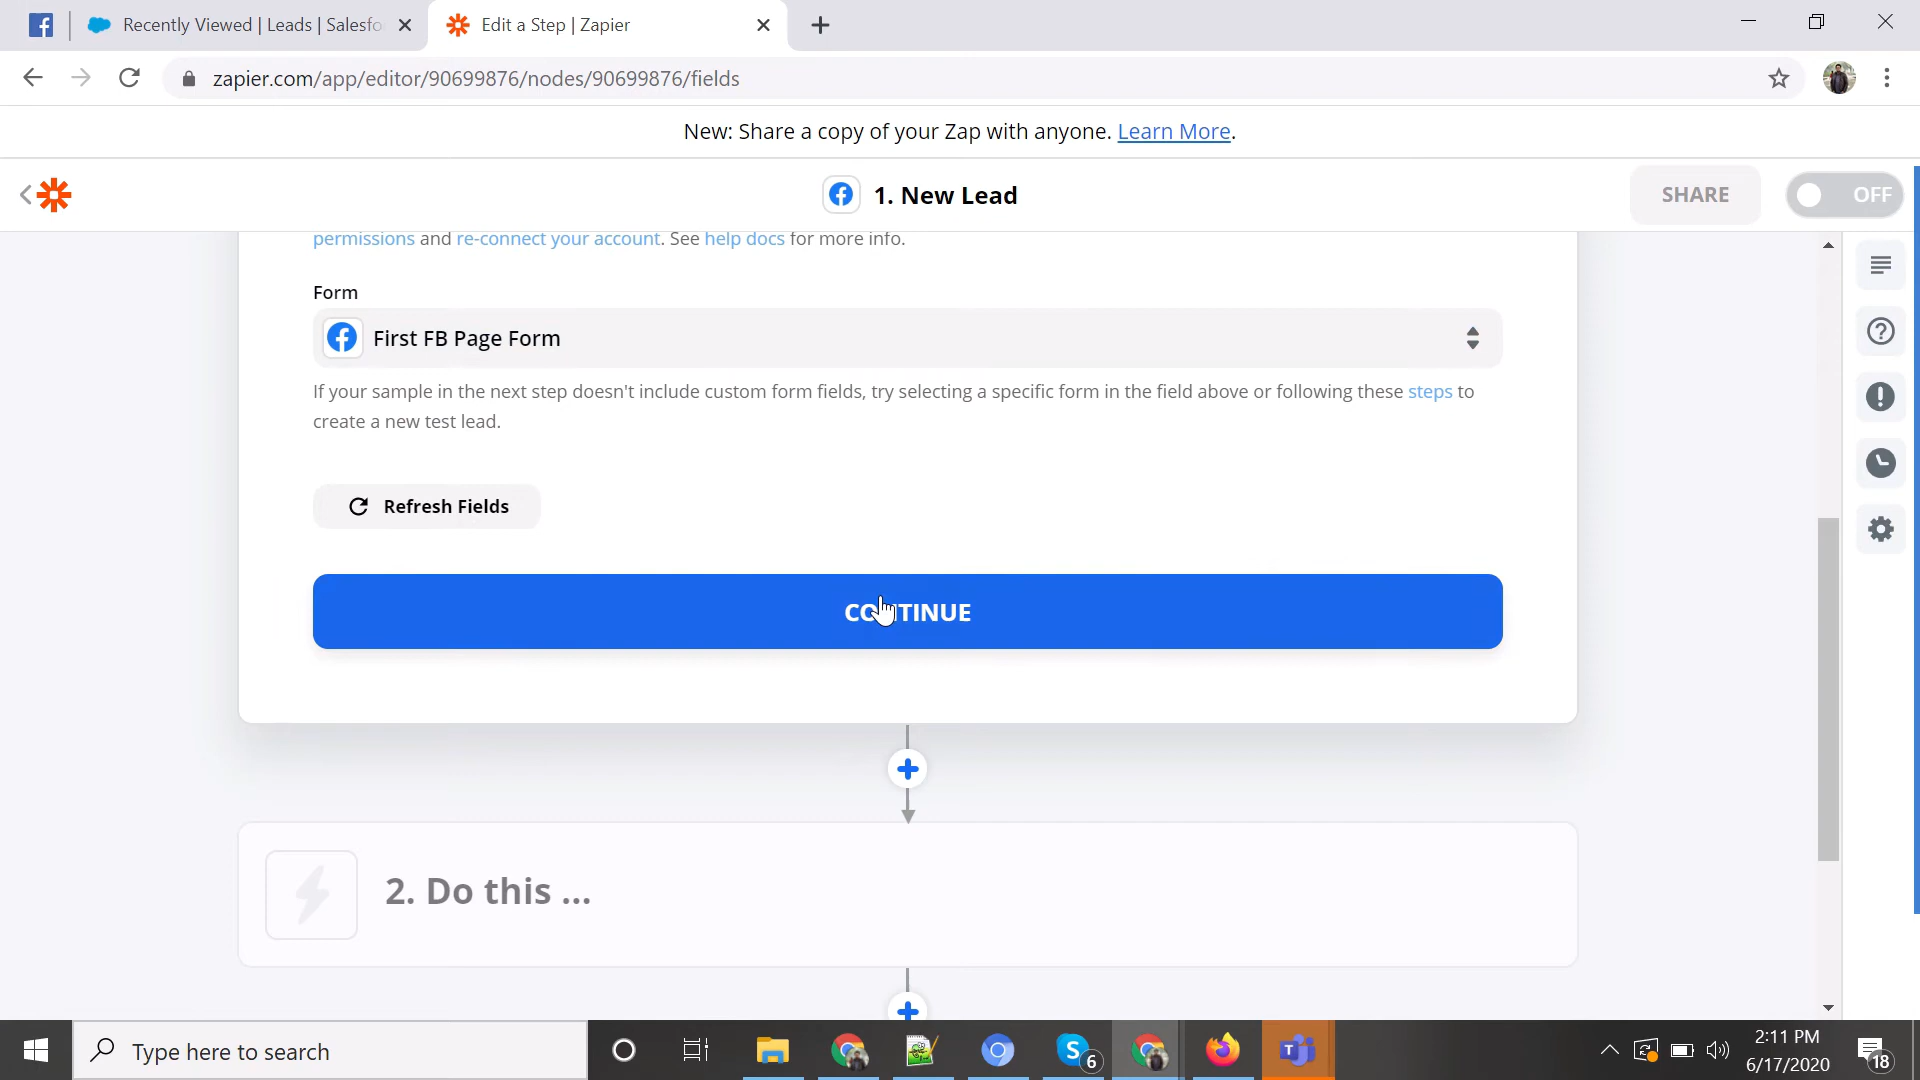 Recently Viewed | Leads | Salesfo
Edit a Step | Zapier
zapier.com/app/editor/90699876/nodes/90699876/fields
New: Share a copy of your Zap with anyone. Learn More.
1. New Lead
SHARE
OFF
permissions and re-connect your account. See help docs for more info.
Form
First FB Page Form
If your sample in the next step doesn't include custom form fields, try selecting a specific form in the field above or following these steps to
create a new test lead.
Refresh Fields
CONTINUE
2. Do this ...
Type here to search
6
2:11 PM
6/17/2020
18